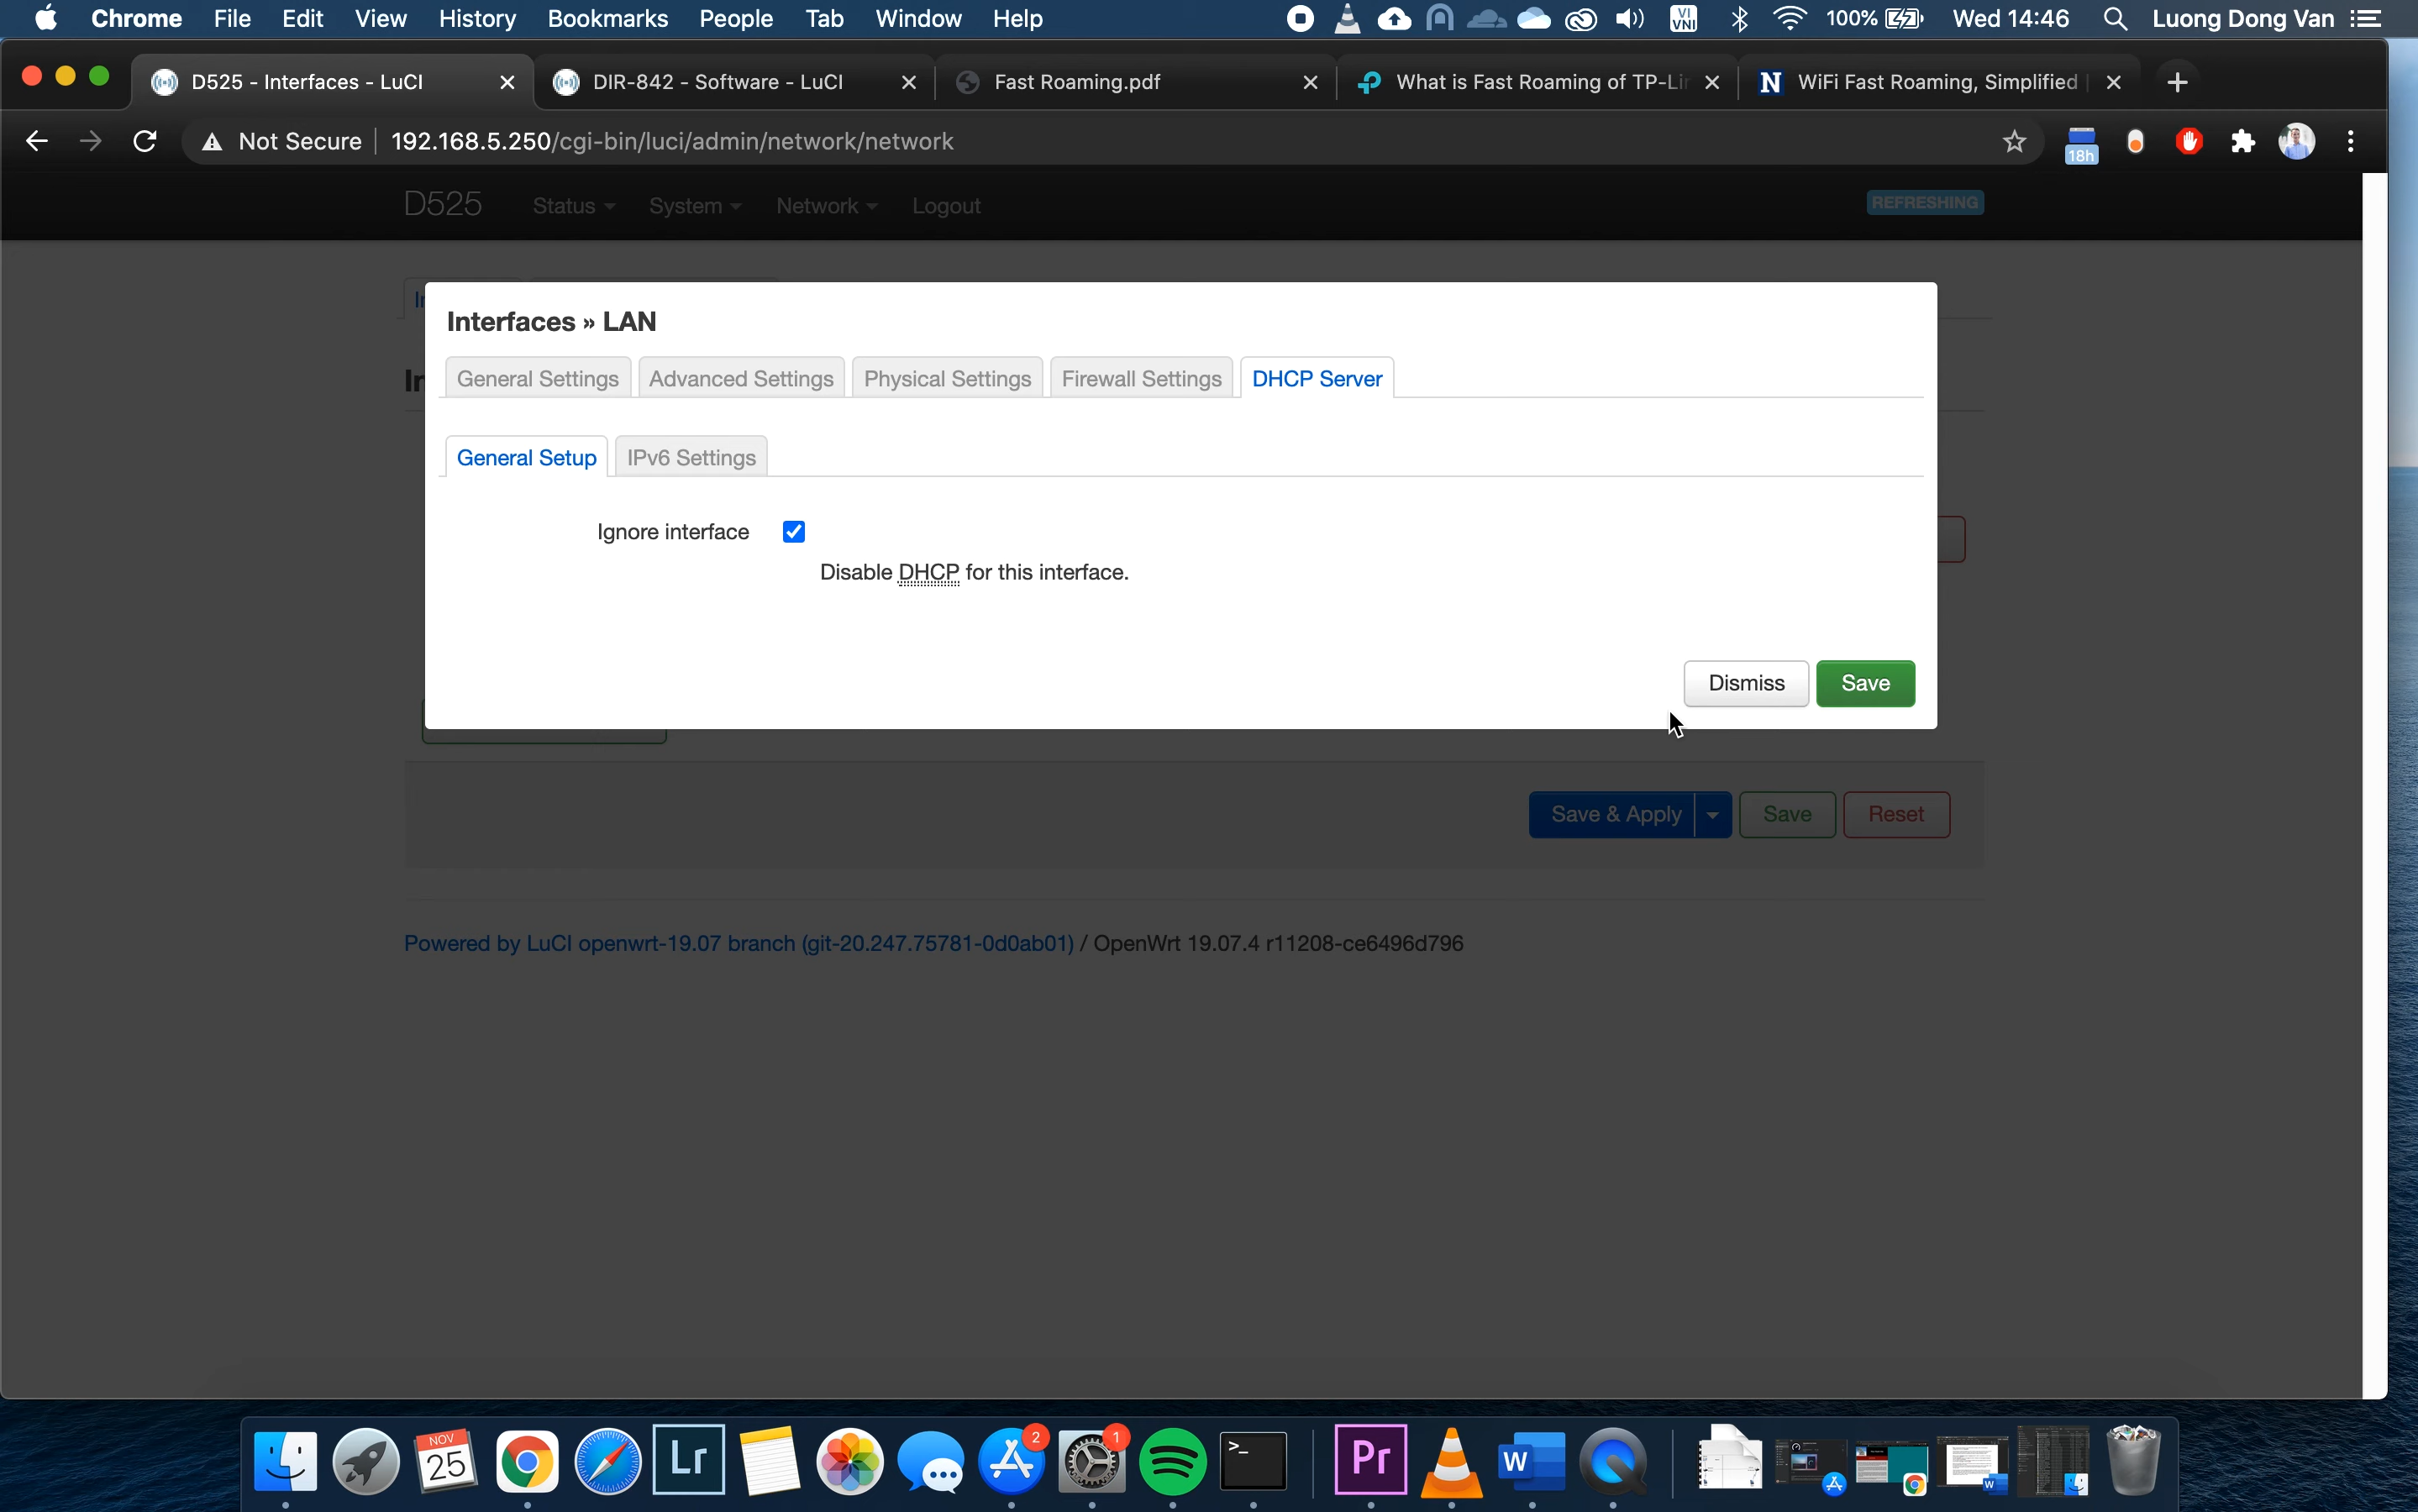 Chrome File Edit View History Bookmarks People Tab Window Help VI VNI 100% Wed 14:46 Luong Dong Van
D525 - Interfaces - LuCI DIR-842 - Software - LuCI Fast Roaming.pdf What is Fast Roaming of TP-Lin N WiFi Fast Roaming, Simplified
Not Secure 192.168.5.250/cgi-bin/luci/admin/network/network 18h
D525 Status System Network Logout REFRESHING
Interfaces » LAN
General Settings Advanced Settings Physical Settings Firewall Settings DHCP Server
General Setup IPv6 Settings
Ignore interface
Disable DHCP for this interface.
Dismiss Save
Save & Apply Save Reset
Powered by LuCI openwrt-19.07 branch (git-20.247.75781-0d0ab01) / OpenWrt 19.07.4 r11208-ce6496d796
NOV 25 Lr 2 1 >_ Pr W